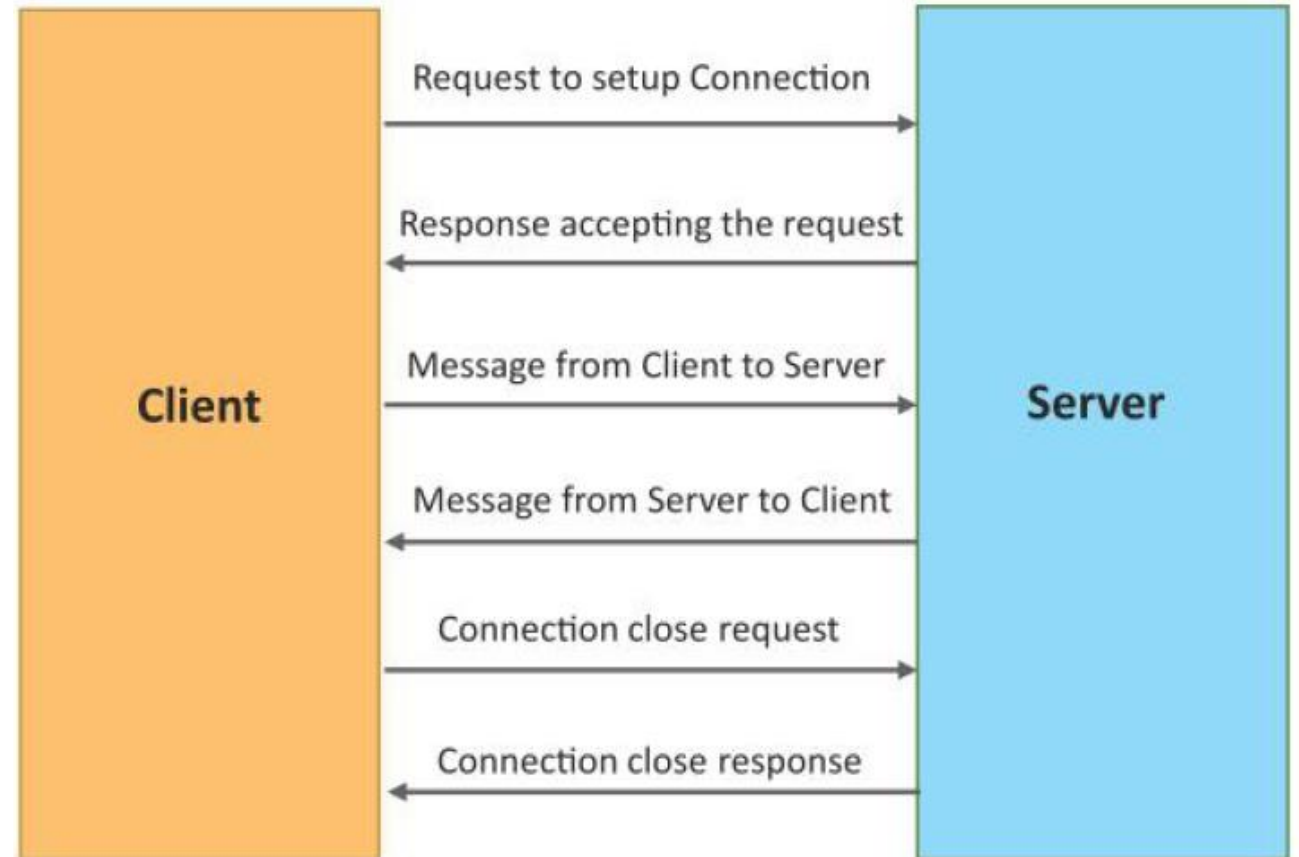 Request to setup Connection
Response accepting the request
Message from Client to Server
Client
Server
Message from Server to Client
Connection close request
Connection close response